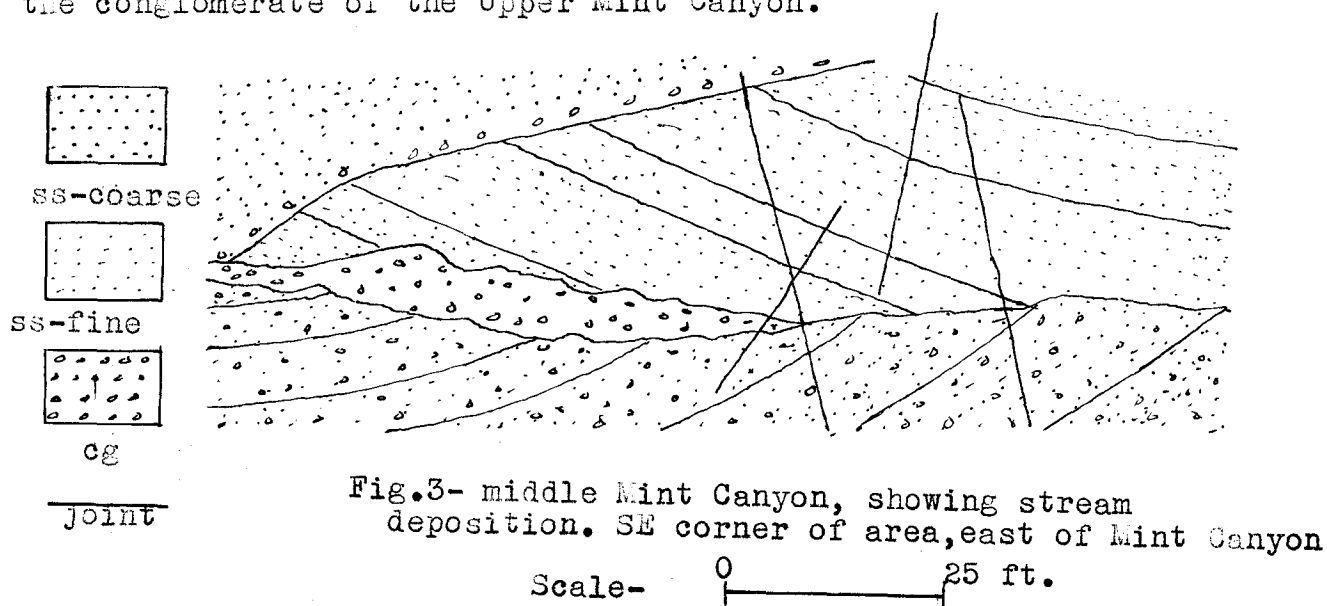 the conglomerate of the Upper Mint Canyon.
ss-coarse
ss-fine
cg
joint
Fig.3- middle Mint Canyon, showing stream
deposition. SE corner of area,east of Mint Canyon
Scale- 0 25 ft.